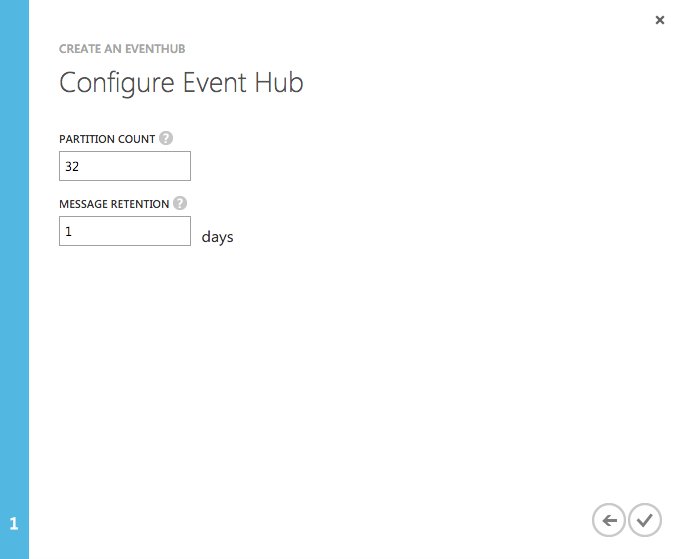 CREATE AN EVENTHUB
Configure Event Hub
PARTITION COUNT ?
32
MESSAGE RETENTION ?
1
days
1